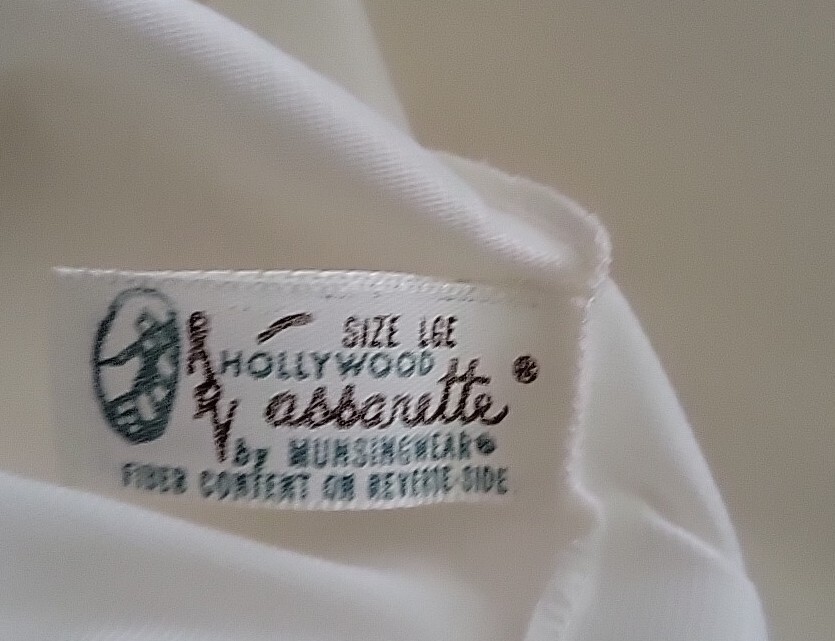 SIZE LGE
HOLLYWOOD
Vassarette ®
by MUNSINGWEAR ®
FIBER CONTENT ON REVERSE SIDE